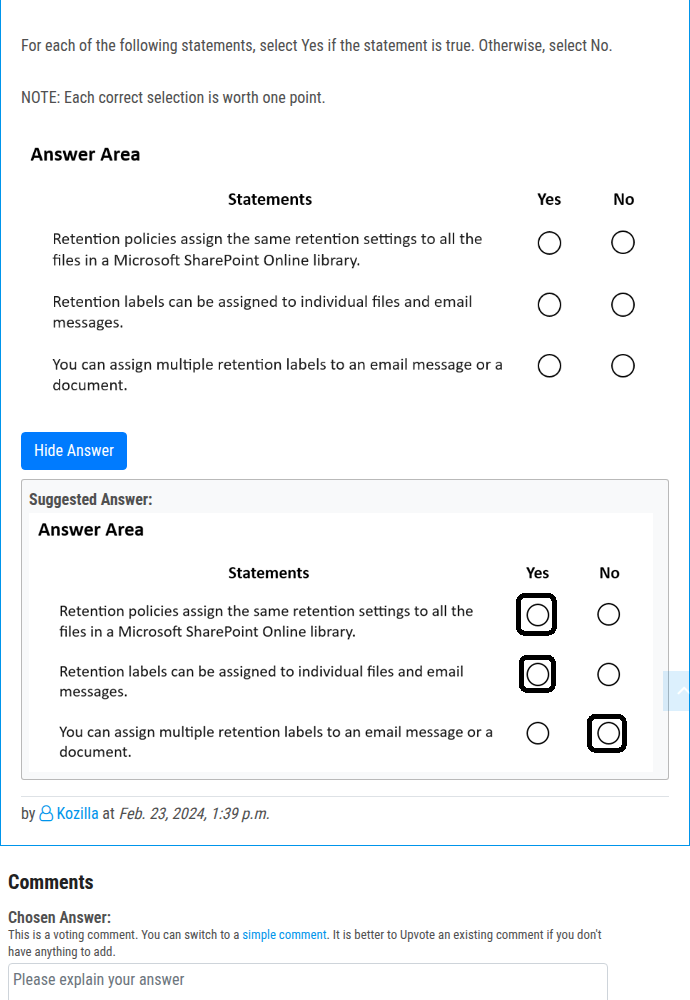 For each of the following statements, select Yes if the statement is true. Otherwise, select No.
NOTE: Each correct selection is worth one point.
Answer Area
Statements Yes No
Retention policies assign the same retention settings to all the
files in a Microsoft SharePoint Online library.
Retention labels can be assigned to individual files and email
messages.
You can assign multiple retention labels to an email message or a
document.
Hide Answer
Suggested Answer:
Answer Area
Statements Yes No
Retention policies assign the same retention settings to all the
files in a Microsoft SharePoint Online library.
Retention labels can be assigned to individual files and email
messages.
You can assign multiple retention labels to an email message or a
document.
by Kozilla at Feb. 23, 2024, 1:39 p.m.
Comments
Chosen Answer:
This is a voting comment. You can switch to a simple comment. It is better to Upvote an existing comment if you don't
have anything to add.
Please explain your answer